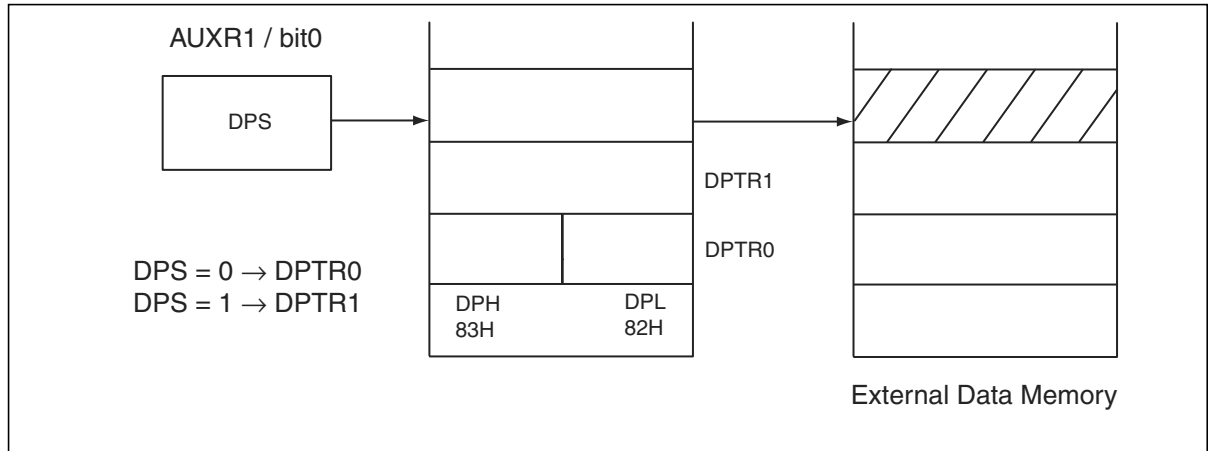 AUXR1 / bit0
DPS
DPTR1
DPTR0
DPS = 0 → DPTR0
DPS = 1 → DPTR1
DPH DPL
83H 82H
External Data Memory